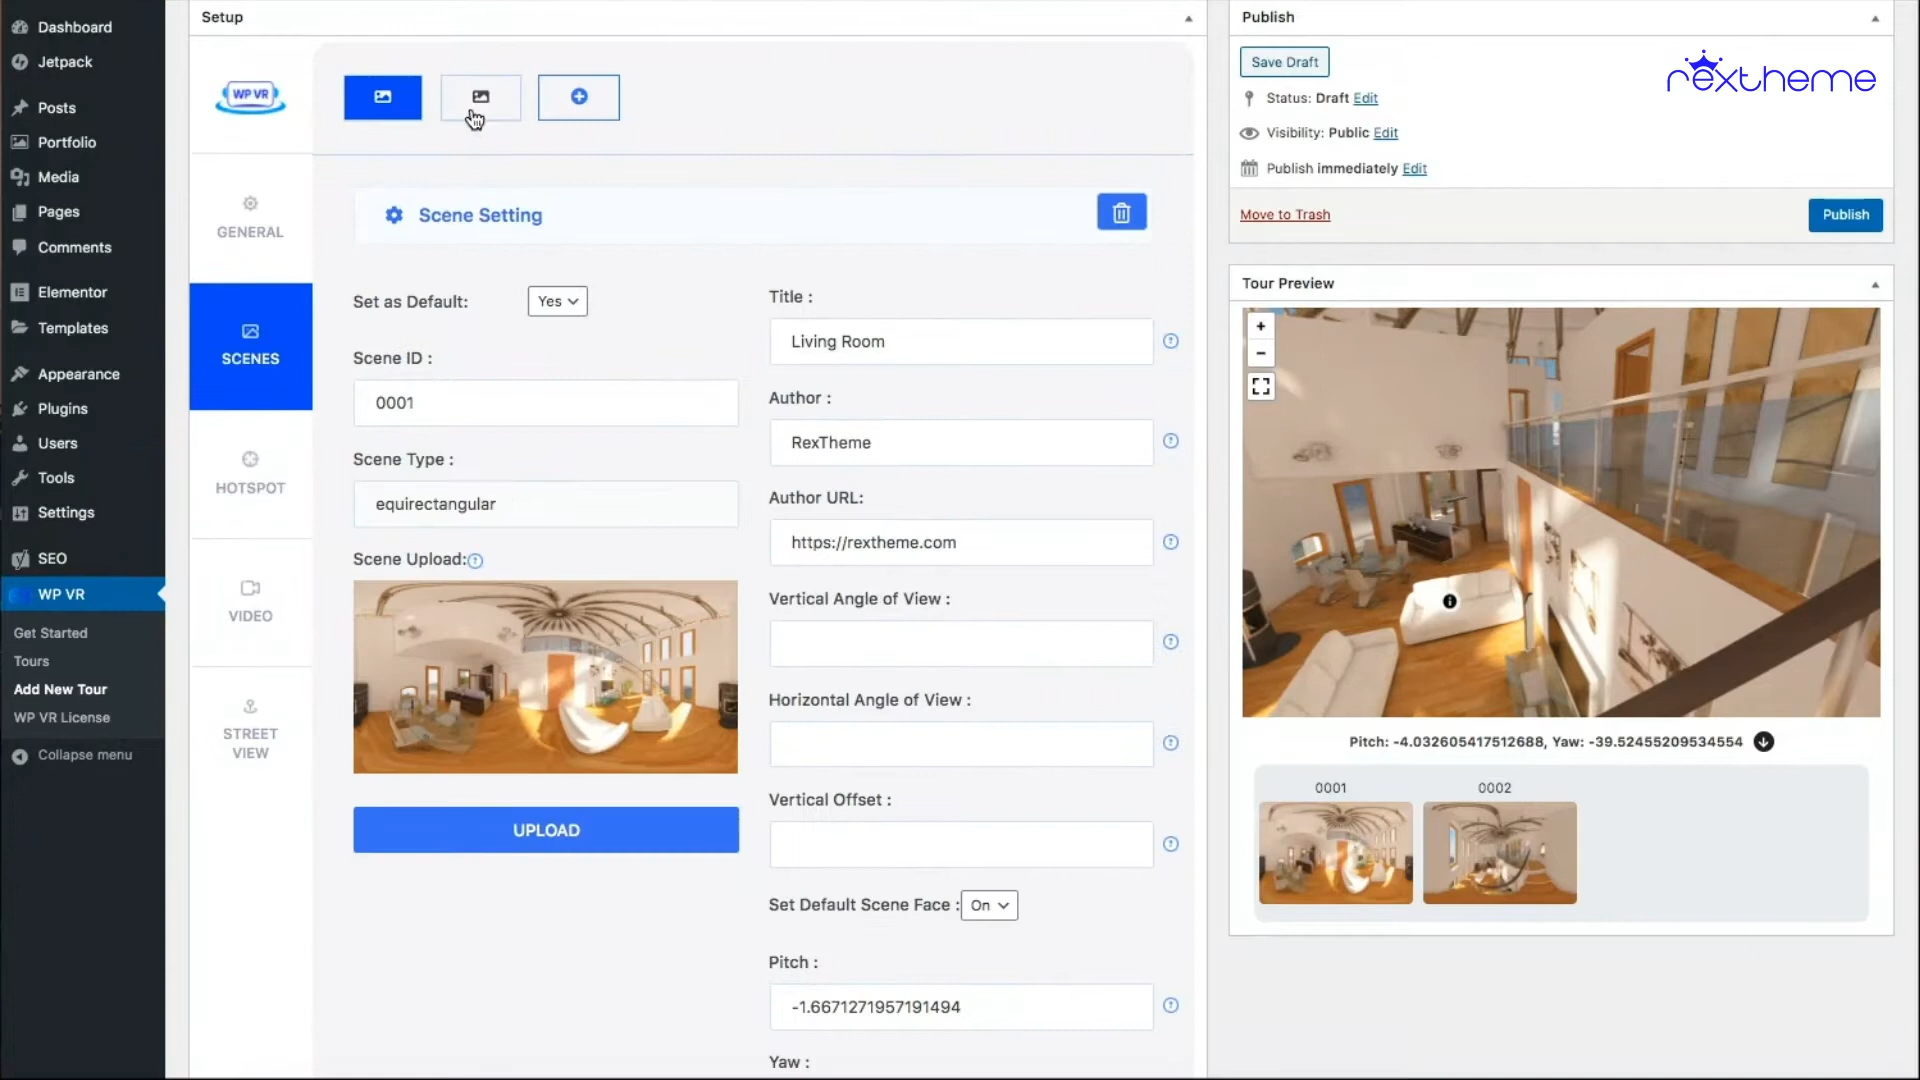 Dashboard
Jetpack
Posts
Portfolio
Media
Pages
Comments
Elementor
Templates
Appearance
Plugins
Users
Tools
Settings
SEO
WP VR
Get Started
Tours
Add New Tour
WP VR License
Collapse menu
Setup
WP VR
GENERAL
SCENES
HOTSPOT
VIDEO
STREET
VIEW
Scene Setting
Set as Default: Yes
Scene ID :
0001
Scene Type :
equirectangular
Scene Upload:
UPLOAD
Title :
Living Room
Author :
RexTheme
Author URL:
https://rextheme.com
Vertical Angle of View :
Horizontal Angle of View :
Vertical Offset :
Set Default Scene Face : On
Pitch :
-1.6671271957191494
Yaw :
Publish
Save Draft
rextheme
Status: Draft Edit
Visibility: Public Edit
Publish immediately Edit
Move to Trash
Publish
Tour Preview
Pitch: -4.032605417512688, Yaw: -39.52455209534554
0001 0002